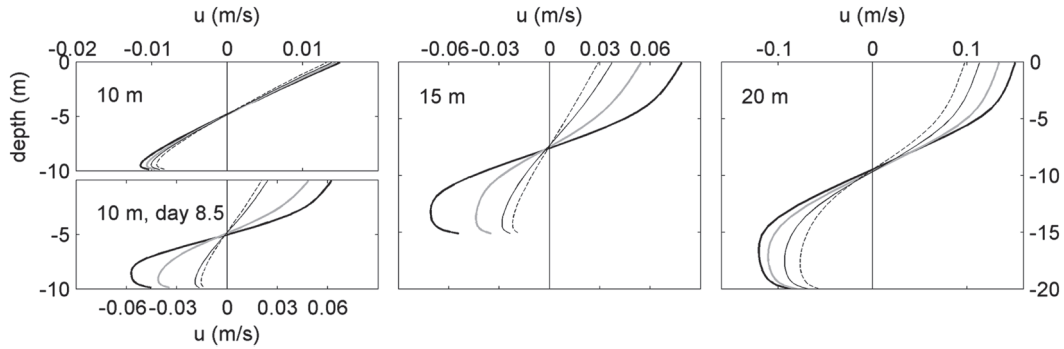 u (m/s)
u (m/s)
u (m/s)
-0.02 -0.01 0 0.01
-0.06 -0.03 0 0.03 0.06
-0.1 0 0.1
depth (m)
0
-5
-10
10 m
-5
-10
10 m, day 8.5
-0.06 -0.03 0 0.03 0.06
u (m/s)
15 m
20 m
0
-5
-10
-15
-20